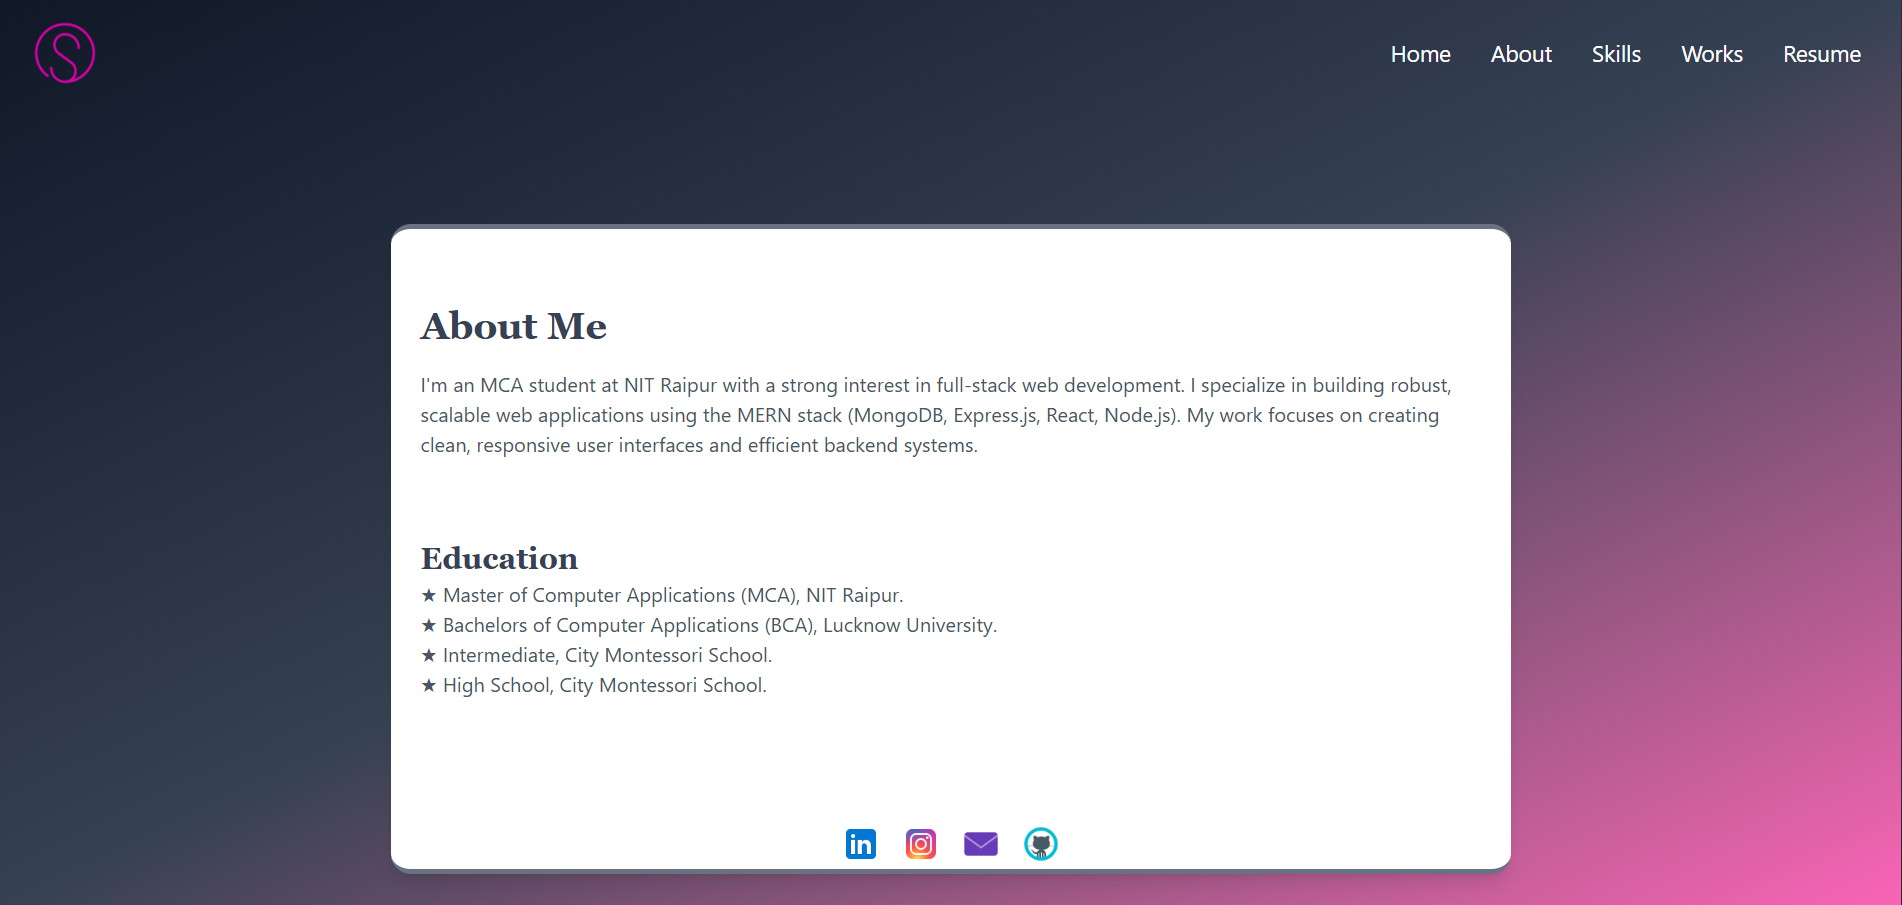 S
Home About Skills Works Resume
About Me
I'm an MCA student at NIT Raipur with a strong interest in full-stack web development. I specialize in building robust,
scalable web applications using the MERN stack (MongoDB, Express.js, React, Node.js). My work focuses on creating
clean, responsive user interfaces and efficient backend systems.
Education
★ Master of Computer Applications (MCA), NIT Raipur.
★ Bachelors of Computer Applications (BCA), Lucknow University.
★ Intermediate, City Montessori School.
★ High School, City Montessori School.
in